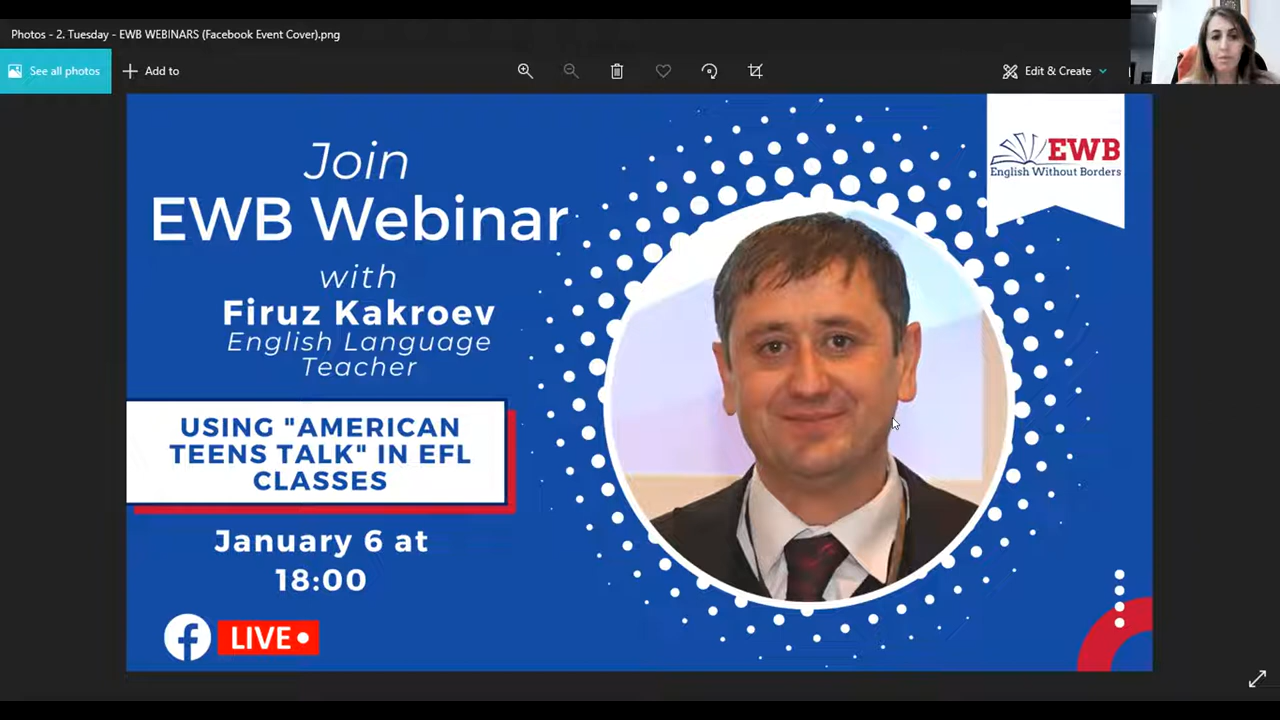 Photos - 2. Tuesday - EWB WEBINARS (Facebook Event Cover).png
See all photos
Add to
Edit & Create
Join
EWB Webinar
with
Firuz Kakroev
English Language
Teacher
USING "AMERICAN
TEENS TALK" IN EFL
CLASSES
January 6 at
18:00
LIVE
EWB
English Without Borders